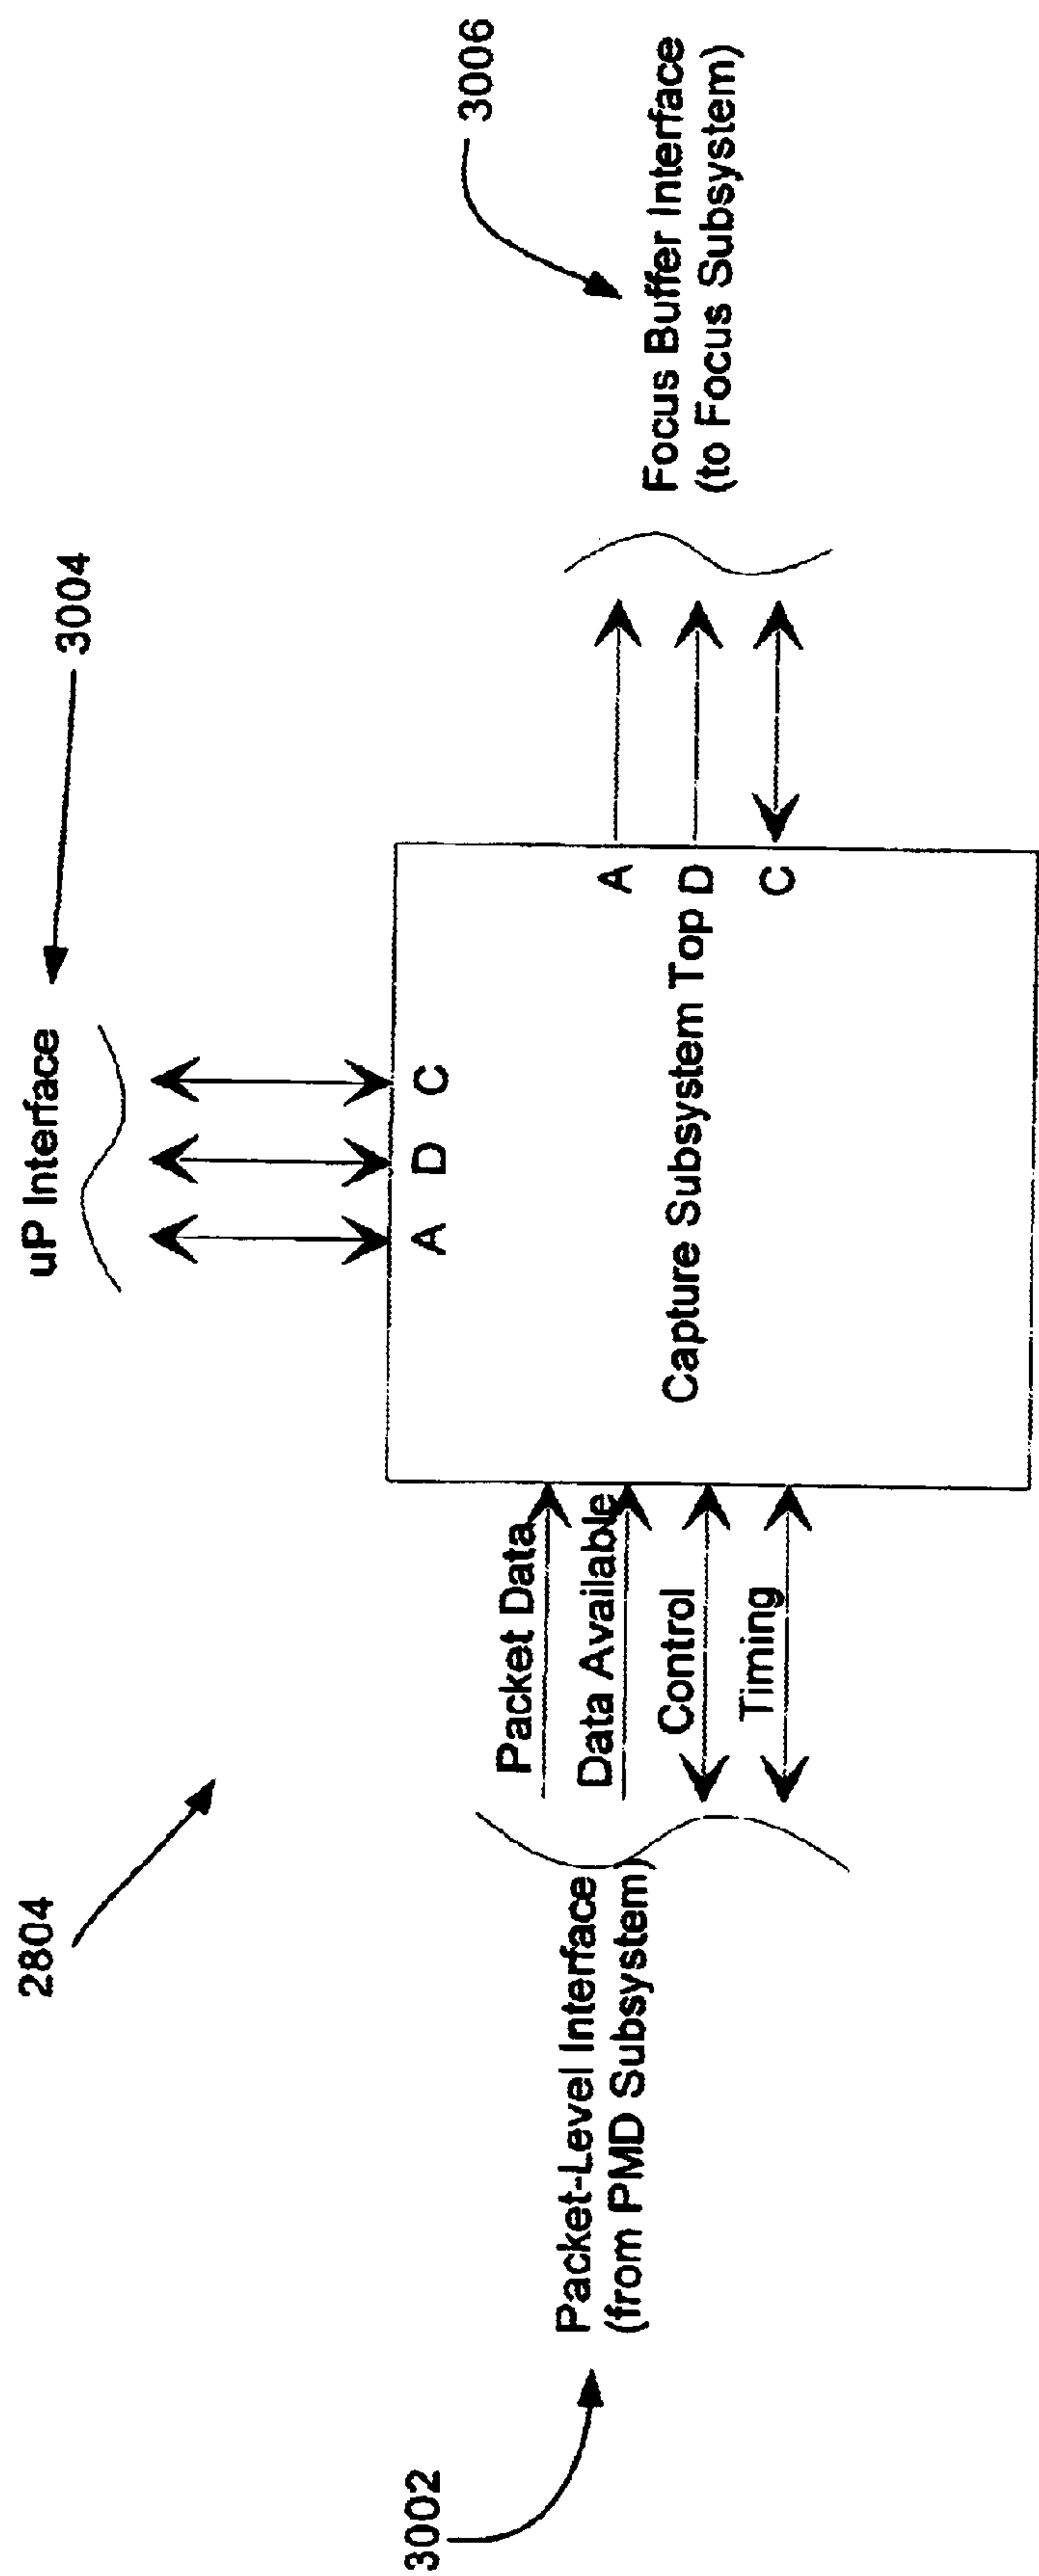 2804
3004
3006
uP Interface
A D C
Packet Data
Data Available
Control
Timing
Capture Subsystem Top
A
D
C
Packet-Level Interface
(from PMD Subsystem)
3002
Focus Buffer Interface
(to Focus Subsystem)